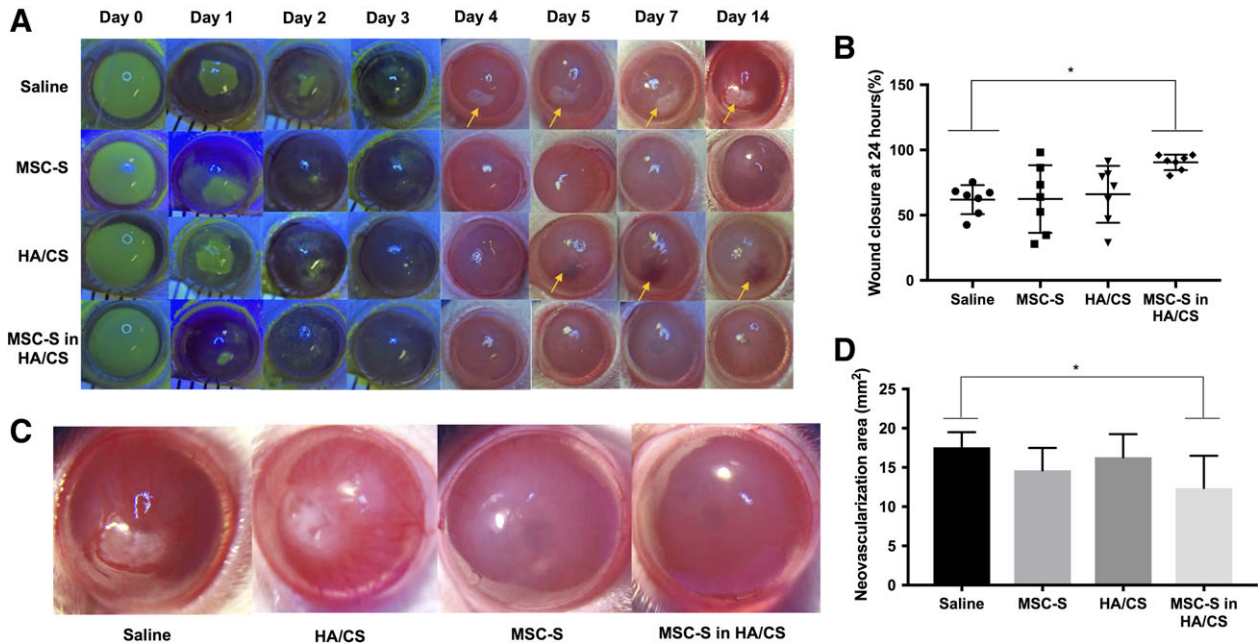 A
Day 0 Day 1 Day 2 Day 3 Day 4 Day 5 Day 7 Day 14
Saline
MSC-S
HA/CS
MSC-S in
HA/CS
B
Wound closure at 24 hours(%)
150
100
50
0
*
Saline MSC-S HA/CS MSC-S in
HA/CS
C
Saline HA/CS MSC-S MSC-S in HA/CS
D
Neovascularization area (mm²)
25
20
15
10
5
0
*
Saline MSC-S HA/CS MSC-S in
HA/CS